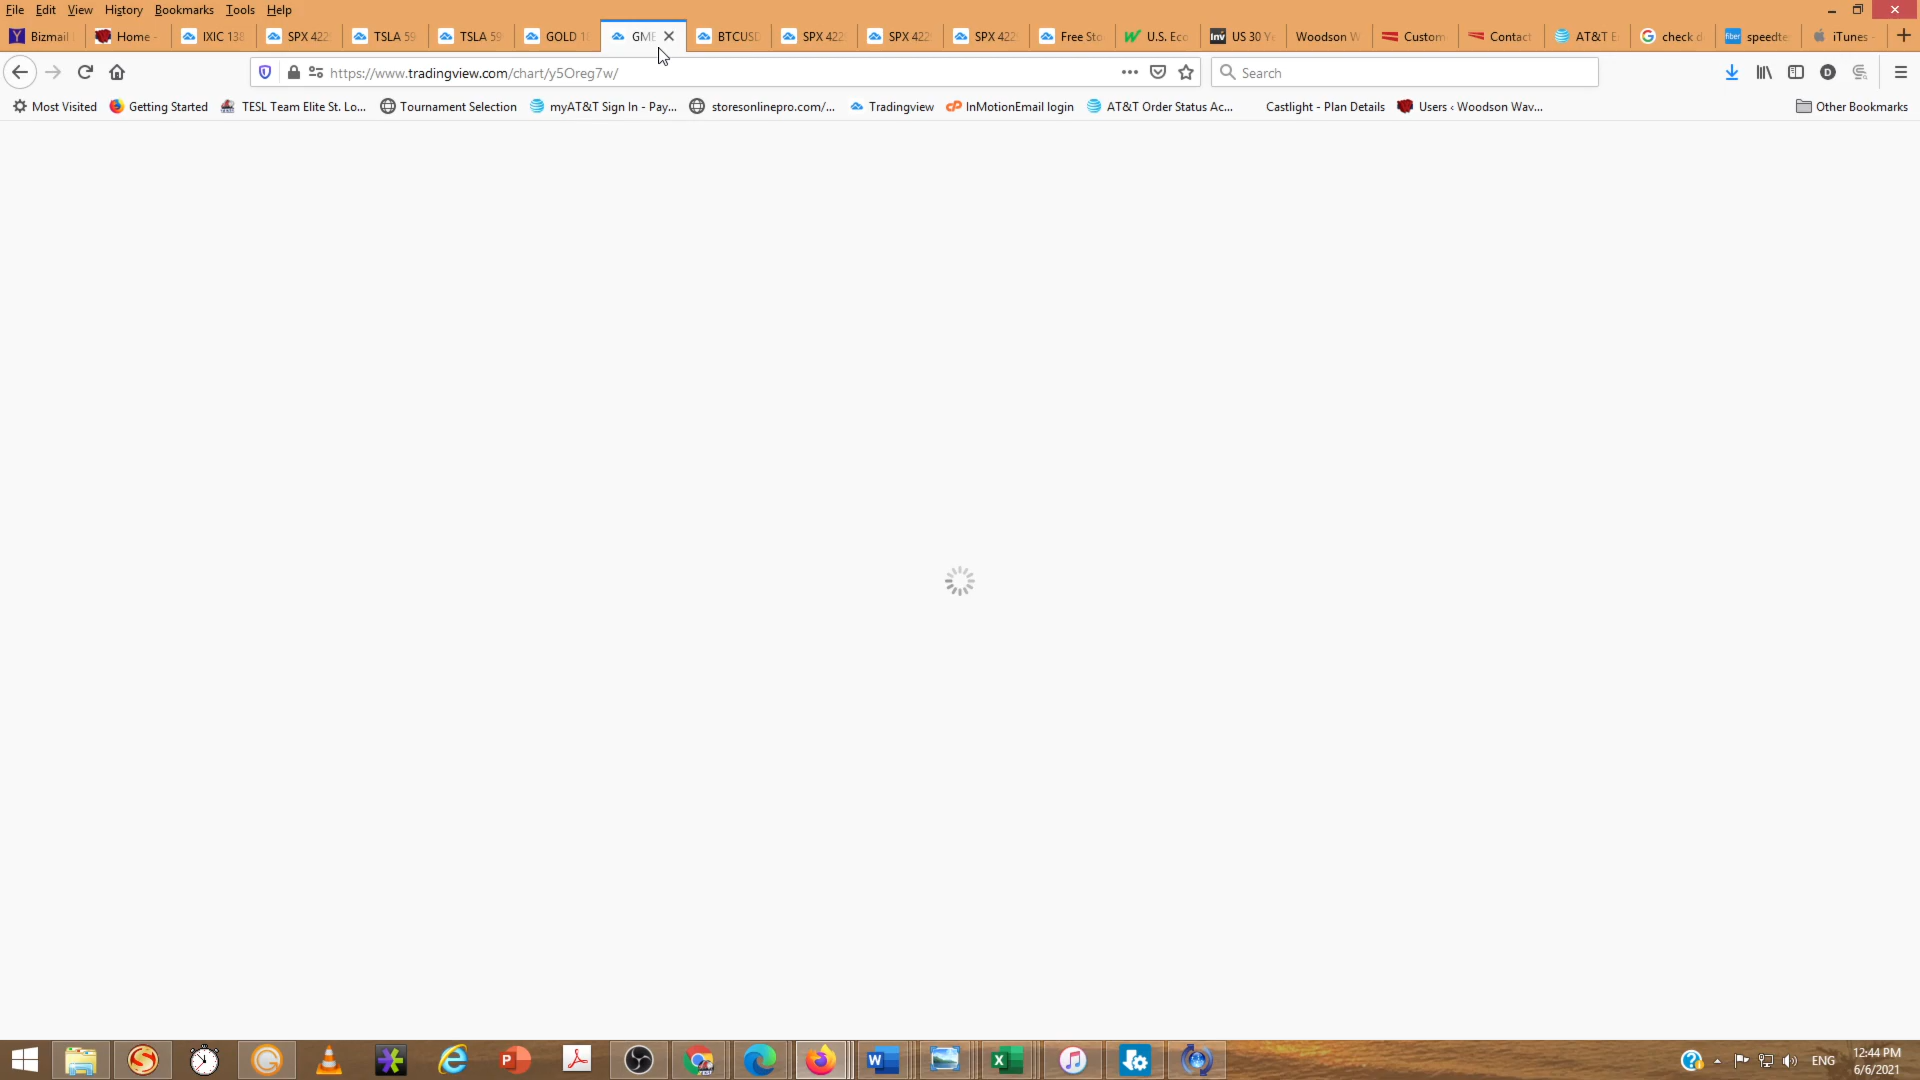 File Edit View History Bookmarks Tools Help
Bizmail Home - IXIC 138 SPX 422 TSLA 59 TSLA 59 GOLD 18 GME BTCUSD SPX 422 SPX 422 SPX 422 Free Sto U.S. Eco Inv US 30 Y Woodson W Custom Contact AT&T E check d fiber speedte iTunes -
https://www.tradingview.com/chart/y5Oreg7w/ Search
Most Visited Getting Started TESL Team Elite St. Lo... Tournament Selection myAT&T Sign In - Pay... storesonlinepro.com/... Tradingview InMotionEmail login AT&T Order Status Ac... Castlight - Plan Details Users ‹ Woodson Wav... Other Bookmarks
ENG 12:44 PM
6/6/2021